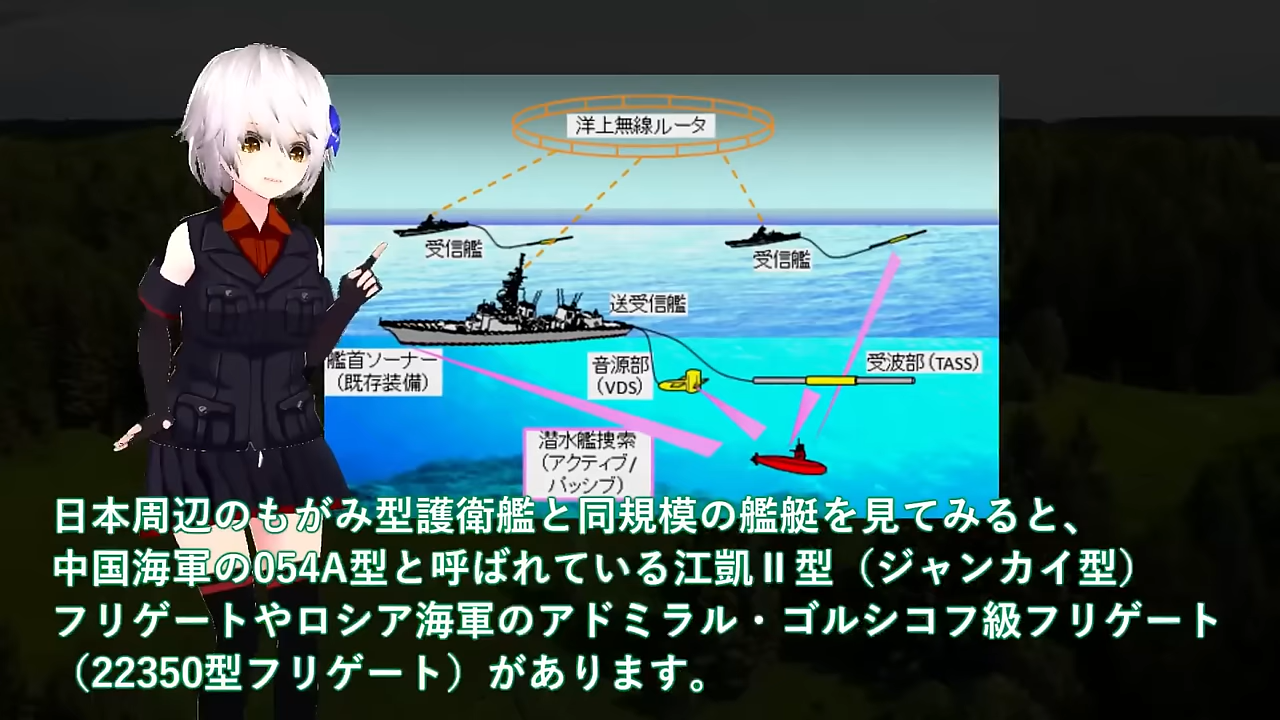 洋上無線ルータ
受信艦
受信艦
送受信艦
艦首ソーナー
（既存装備）
音源部
（VDS）
受波部（TASS）
潜水艦捜索
（アクティブ/
パッシブ）
日本周辺のもがみ型護衛艦と同規模の艦艇を見てみると、
中国海軍の054A型と呼ばれている江凱Ⅱ型（ジャンカイ型）
フリゲートやロシア海軍のアドミラル・ゴルシコフ級フリゲート
（22350型フリゲート）があります。